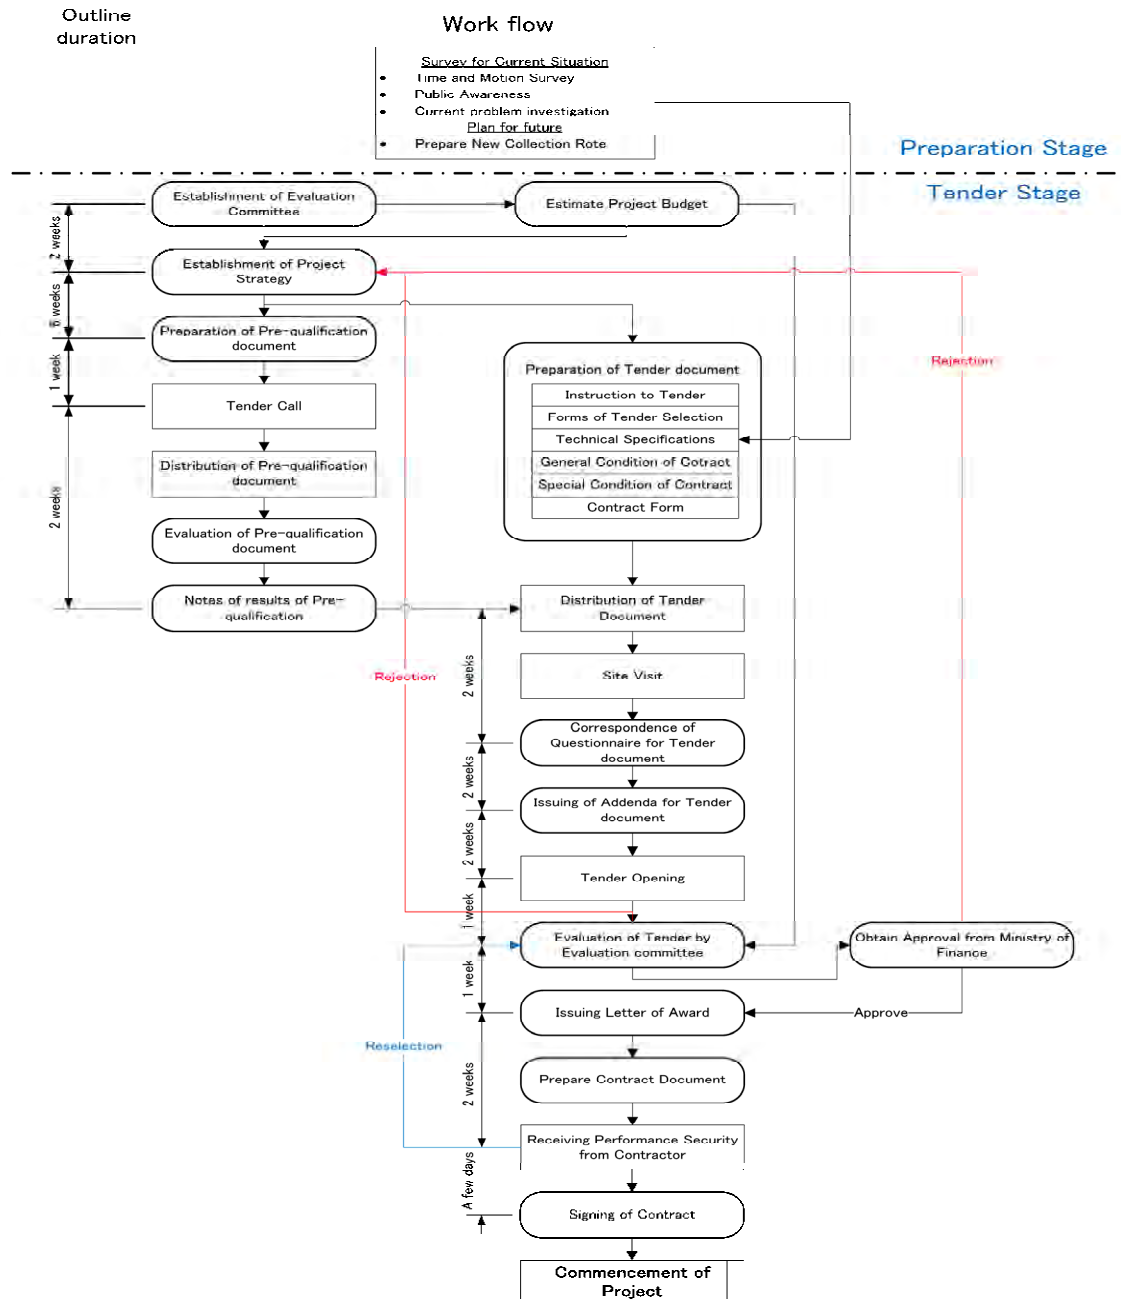 Outline
duration
Work flow
Survey for Current Situation
• Time and Motion Survey
• Public Awareness
• Current problem investigation
Plan for future
• Prepare New Collection Rote
Preparation Stage
Tender Stage
Establishment of Evaluation
Committee
Estimate Project Budget
2 weeks
Establishment of Project
Strategy
6 weeks
Preparation of Pre-qualification
document
Rejection
1 week
Preparation of Tender document
Instruction to Tender
Tender Call
Forms of Tender Selection
Technical Specifications
General Condition of Cotract
Distribution of Pre-qualification
document
Special Condition of Contract
Contract Form
2 weeks
Evaluation of Pre-qualification
document
Notes of results of Pre-
qualification
Distribution of Tender
Document
2 weeks
Rejection
Site Visit
Correspondence of
Questionnaire for Tender
document
2 weeks
Issuing of Addenda for Tender
document
2 weeks
Tender Opening
1 week
Evaluation of Tender by
Evaluation committee
Obtain Approval from Ministry of
Finance
1 week
Issuing Letter of Award
Approve
Reselection
2 weeks
Prepare Contract Document
Receiving Performance Security
from Contractor
A few days
Signing of Contract
Commencement of
Project